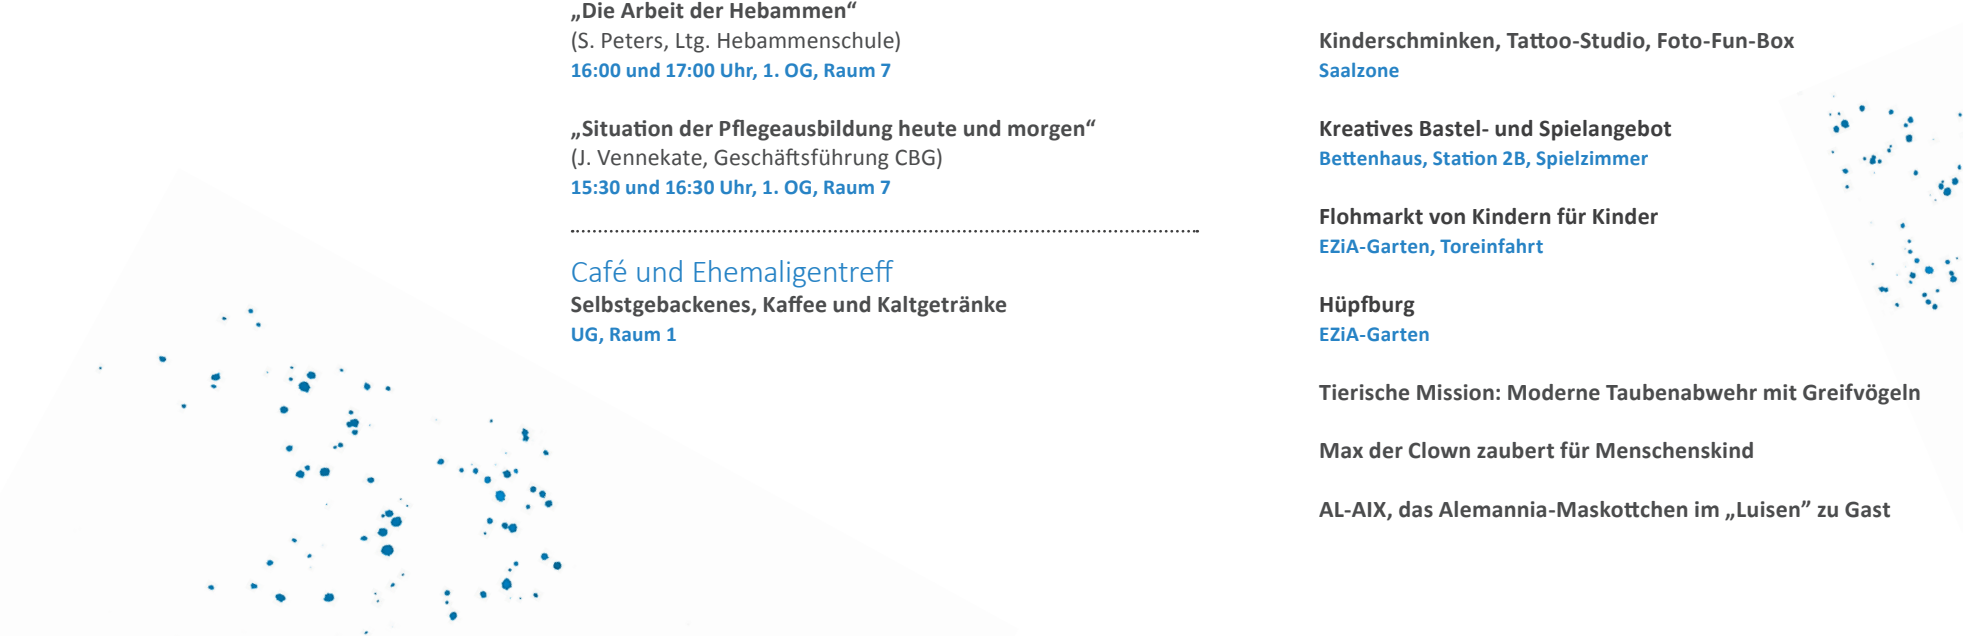 „Die Arbeit der Hebammen“
(S. Peters, Ltg. Hebammenschule)
16:00 und 17:00 Uhr, 1. OG, Raum 7
„Situation der Pflegeausbildung heute und morgen“
(J. Vennekate, Geschäftsführung CBG)
15:30 und 16:30 Uhr, 1. OG, Raum 7
Café und Ehemaligentreff
Selbstgebackenes, Kaffee und Kaltgetränke
UG, Raum 1
Kinderschminken, Tattoo-Studio, Foto-Fun-Box
Saalzone
Kreatives Bastel- und Spielangebot
Bettenhaus, Station 2B, Spielzimmer
Flohmarkt von Kindern für Kinder
EZiA-Garten, Toreinfahrt
Hüpfburg
EZiA-Garten
Tierische Mission: Moderne Taubenabwehr mit Greifvögeln
Max der Clown zaubert für Menschenskind
AL-AIX, das Alemannia-Maskottchen im „Luisen” zu Gast